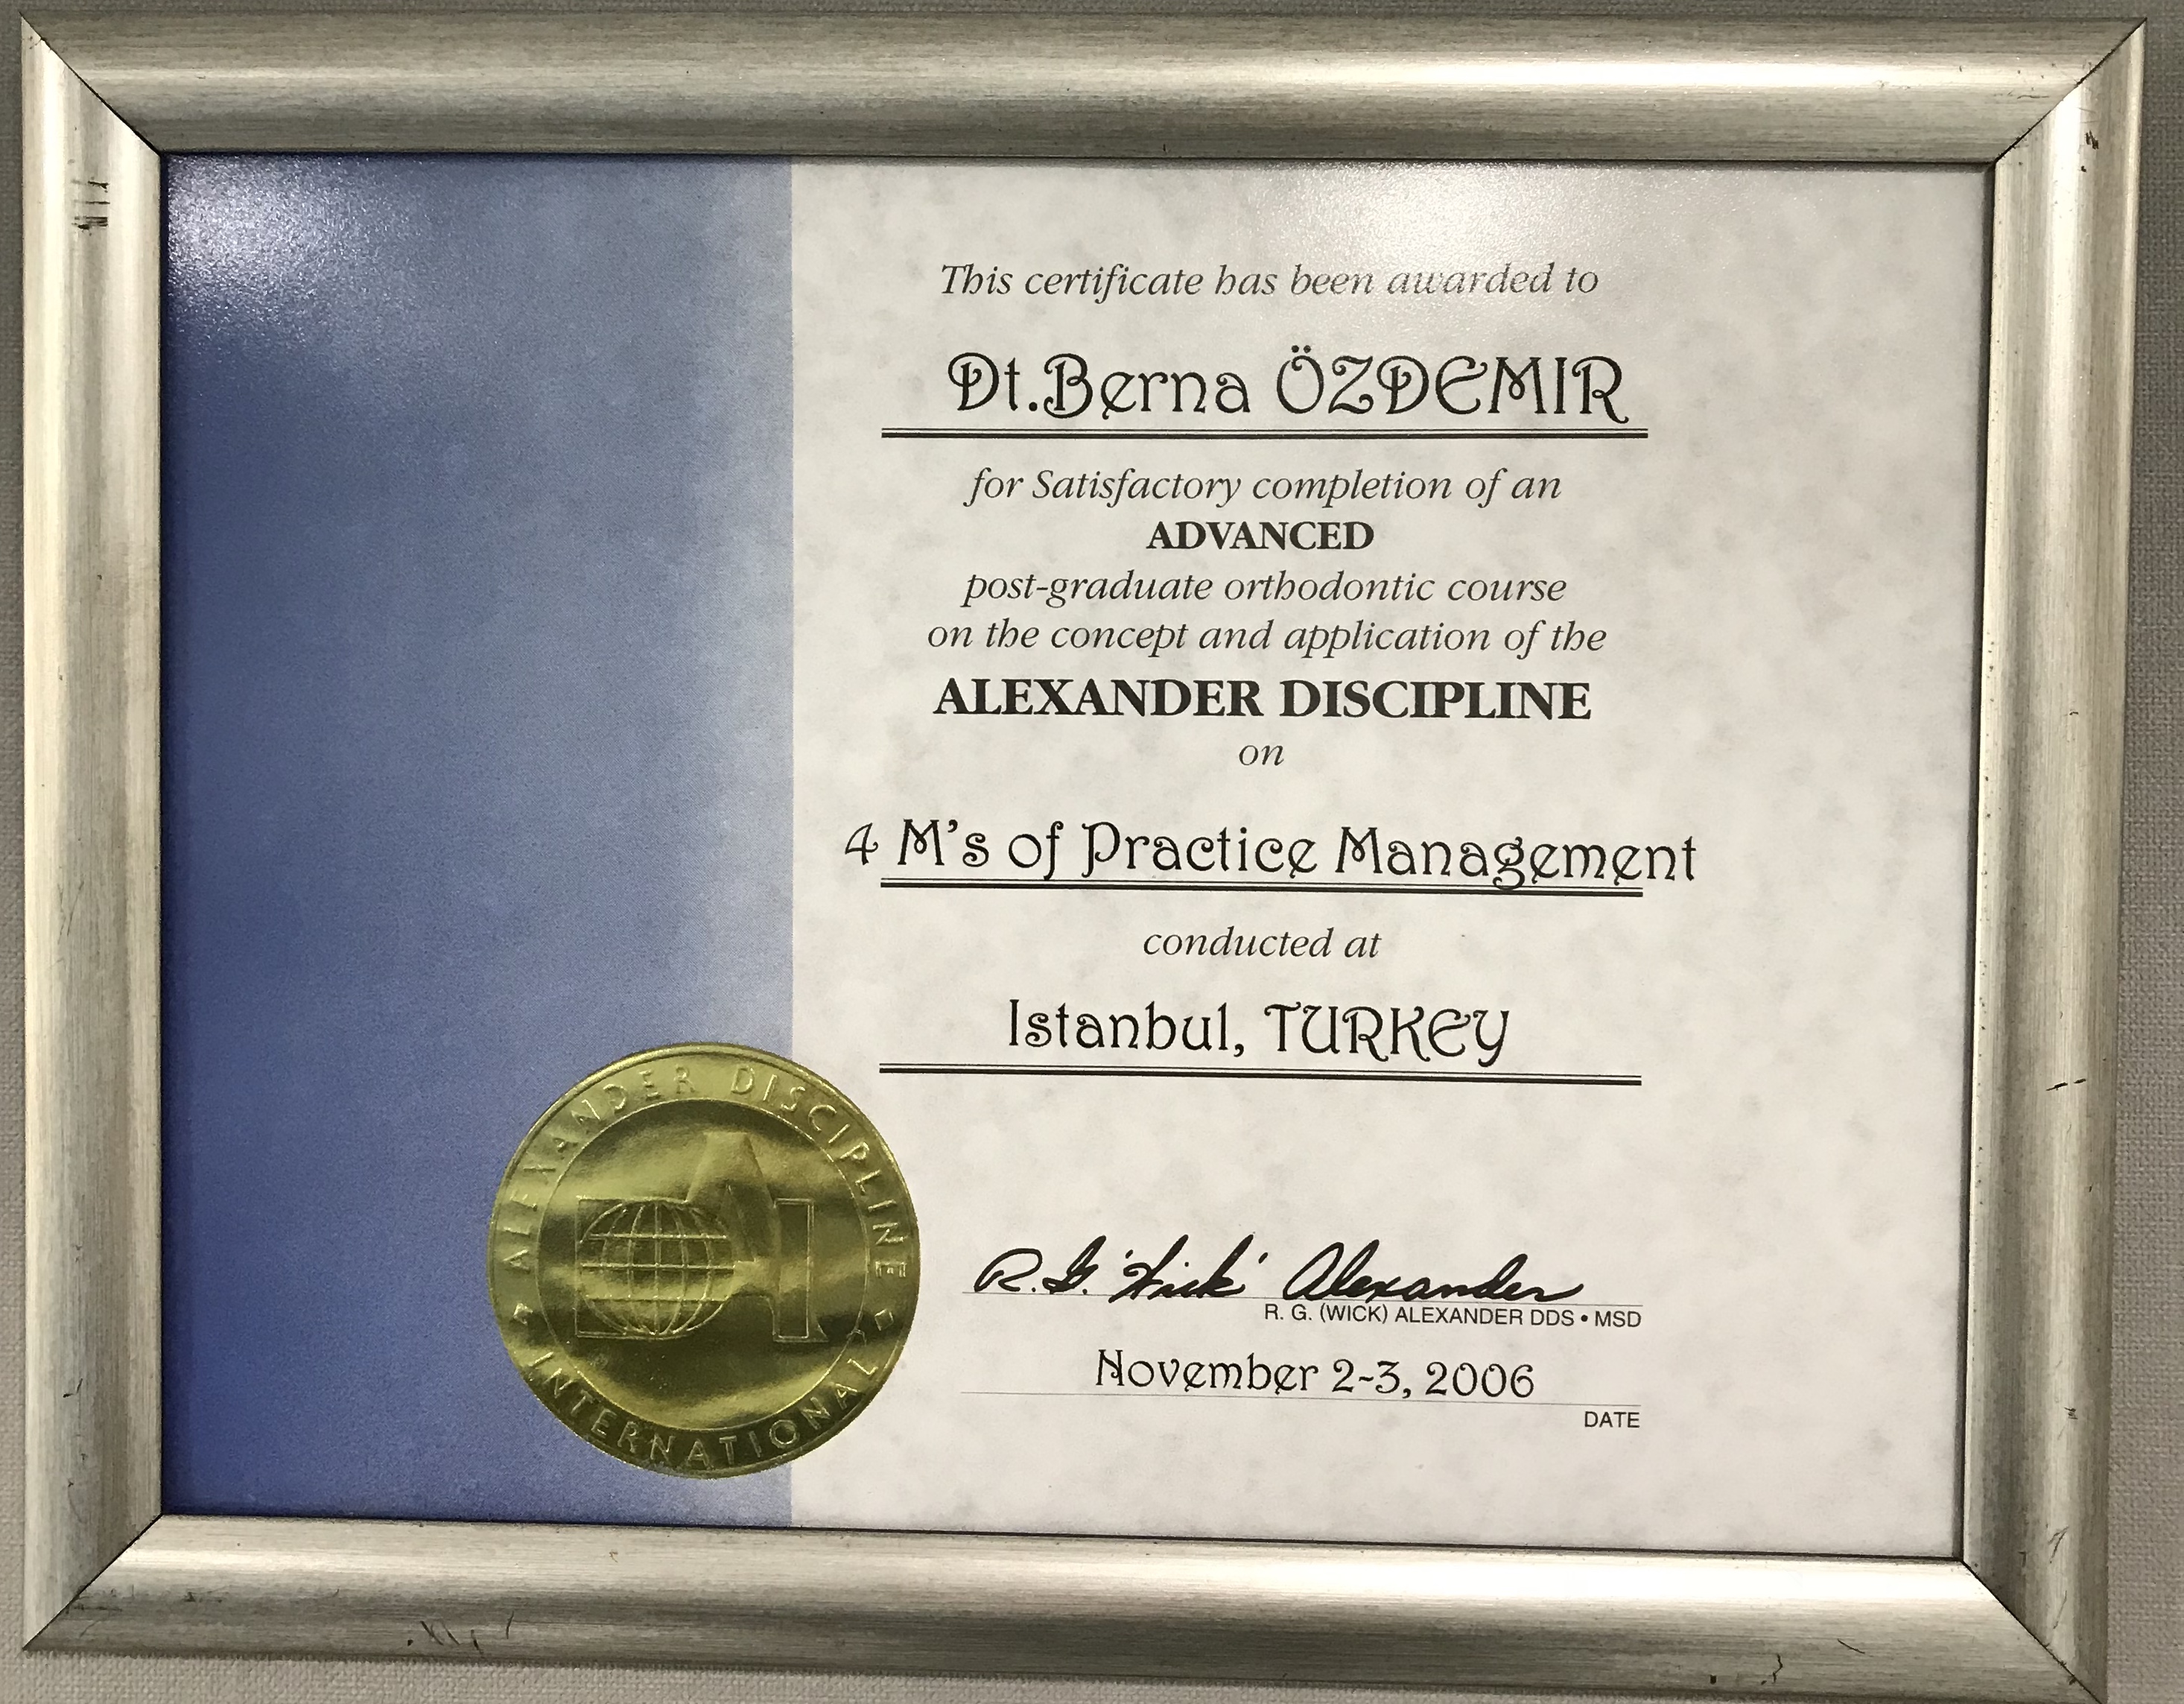 This certificate has been awarded to
Dt.Berna ÖZDEMIR
for Satisfactory completion of an
ADVANCED
post-graduate orthodontic course
on the concept and application of the
ALEXANDER DISCIPLINE
on
4 M's of Practice Management
conducted at
Istanbul, TURKEY
ALEXANDER DISCIPLINE
INTERNATIONAL
R.G. 'Wick' Alexander
R. G. (WICK) ALEXANDER DDS • MSD
November 2-3, 2006
DATE